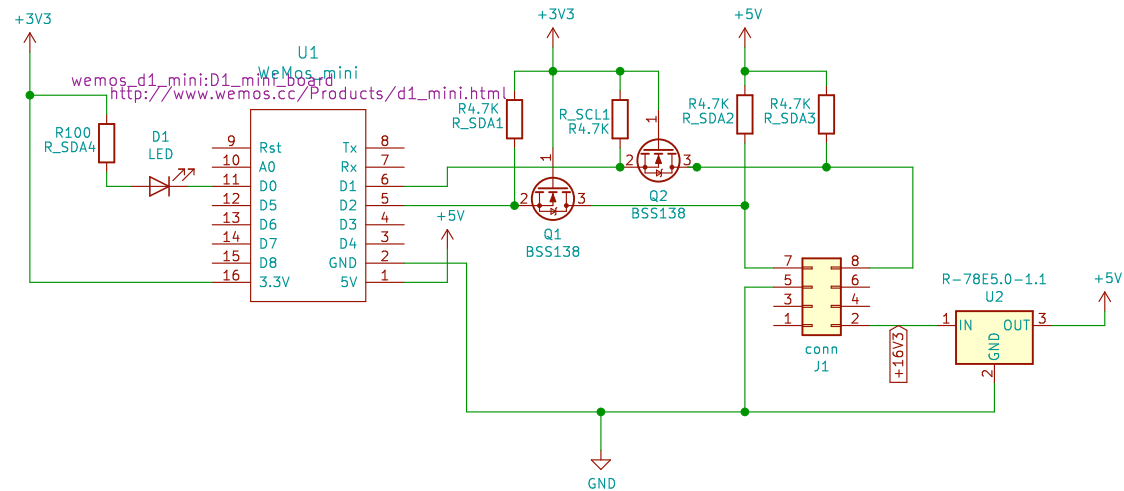 +3V3
+3V3
+5V
U1
WeMos_mini
wemos_d1_mini:D1_mini_board
http://www.wemos.cc/Products/d1_mini.html
R100
R_SDA4
D1
LED
R4.7K
R_SDA1
R_SCL1
R4.7K
R4.7K
R_SDA2
R4.7K
R_SDA3
9 Rst Tx 8
10 A0 Rx 7
11 D0 D1 6
12 D5 D2 5
13 D6 D3 4
14 D7 D4 3
15 D8 GND 2
16 3.3V 5V 1
1
2 3
Q1
BSS138
1
2 3
Q2
BSS138
+5V
7 8
5 6
3 4
1 2
conn
J1
+16V3
R-78E5.0-1.1
U2
1 IN OUT 3
GND
2
+5V
GND